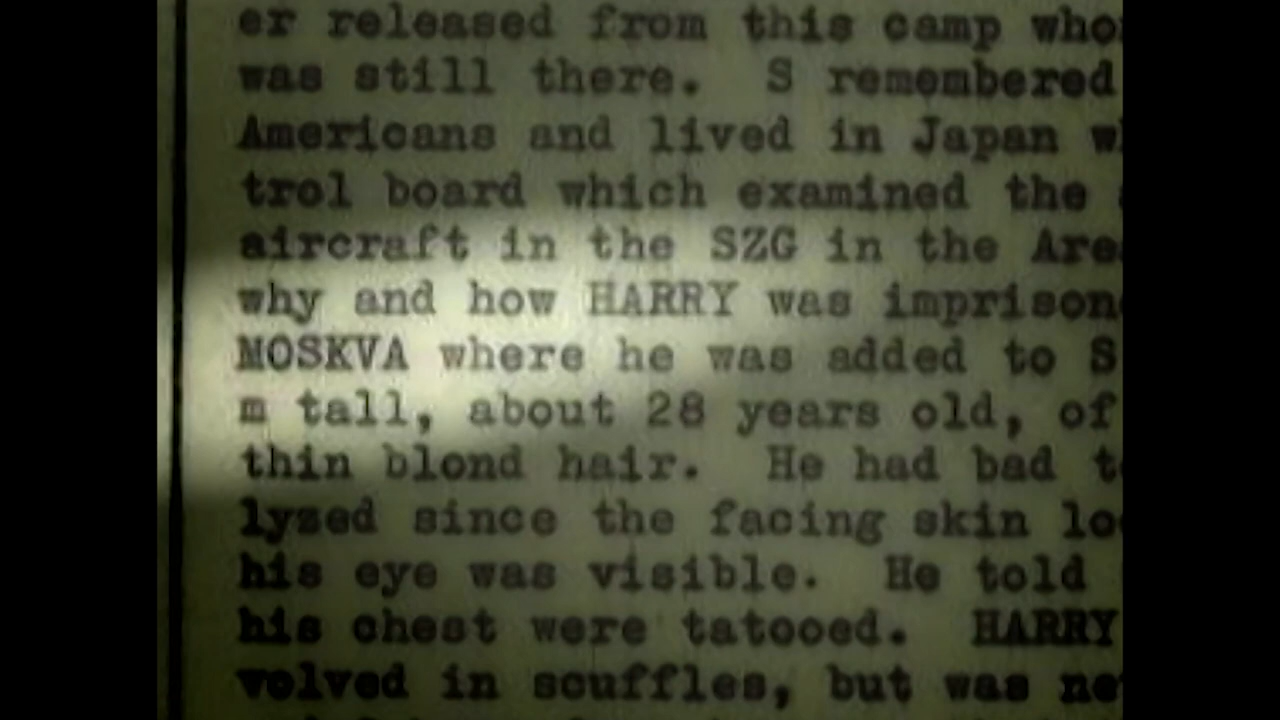 er released from this camp who
was still there. S remembered
Americans and lived in Japan w
trol board which examined the
aircraft in the SZG in the Are
why and how HARRY was imprison
MOSKVA where he was added to S
m tall, about 28 years old, of
thin blond hair. He had bad t
lyzed since the facing skin lo
his eye was visible. He told
his chest were tatooed. HARRY
volved in scuffles, but was ne